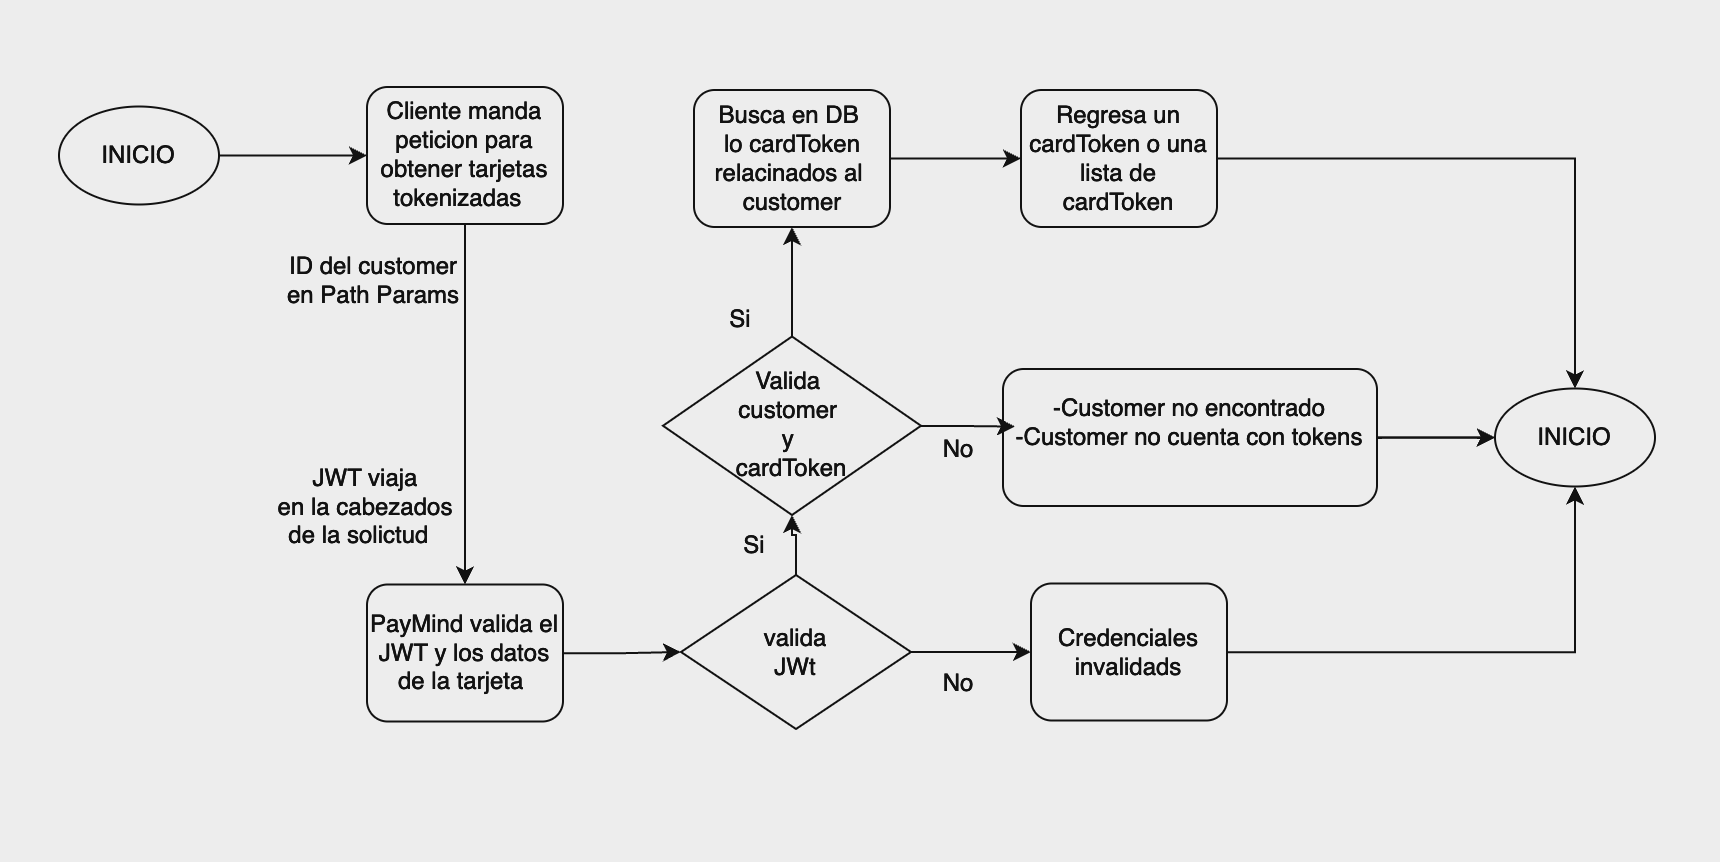 INICIO
Cliente manda
peticion para
obtener tarjetas
tokenizadas
ID del customer
en Path Params
JWT viaja
en la cabezados
de la solictud
PayMind valida el
JWT y los datos
de la tarjeta
valida
JWt
Si
No
Credenciales
invalidads
Valida
customer
y
cardToken
Si
No
-Customer no encontrado
-Customer no cuenta con tokens
Busca en DB
lo cardToken
relacinados al
customer
Regresa un
cardToken o una
lista de
cardToken
INICIO